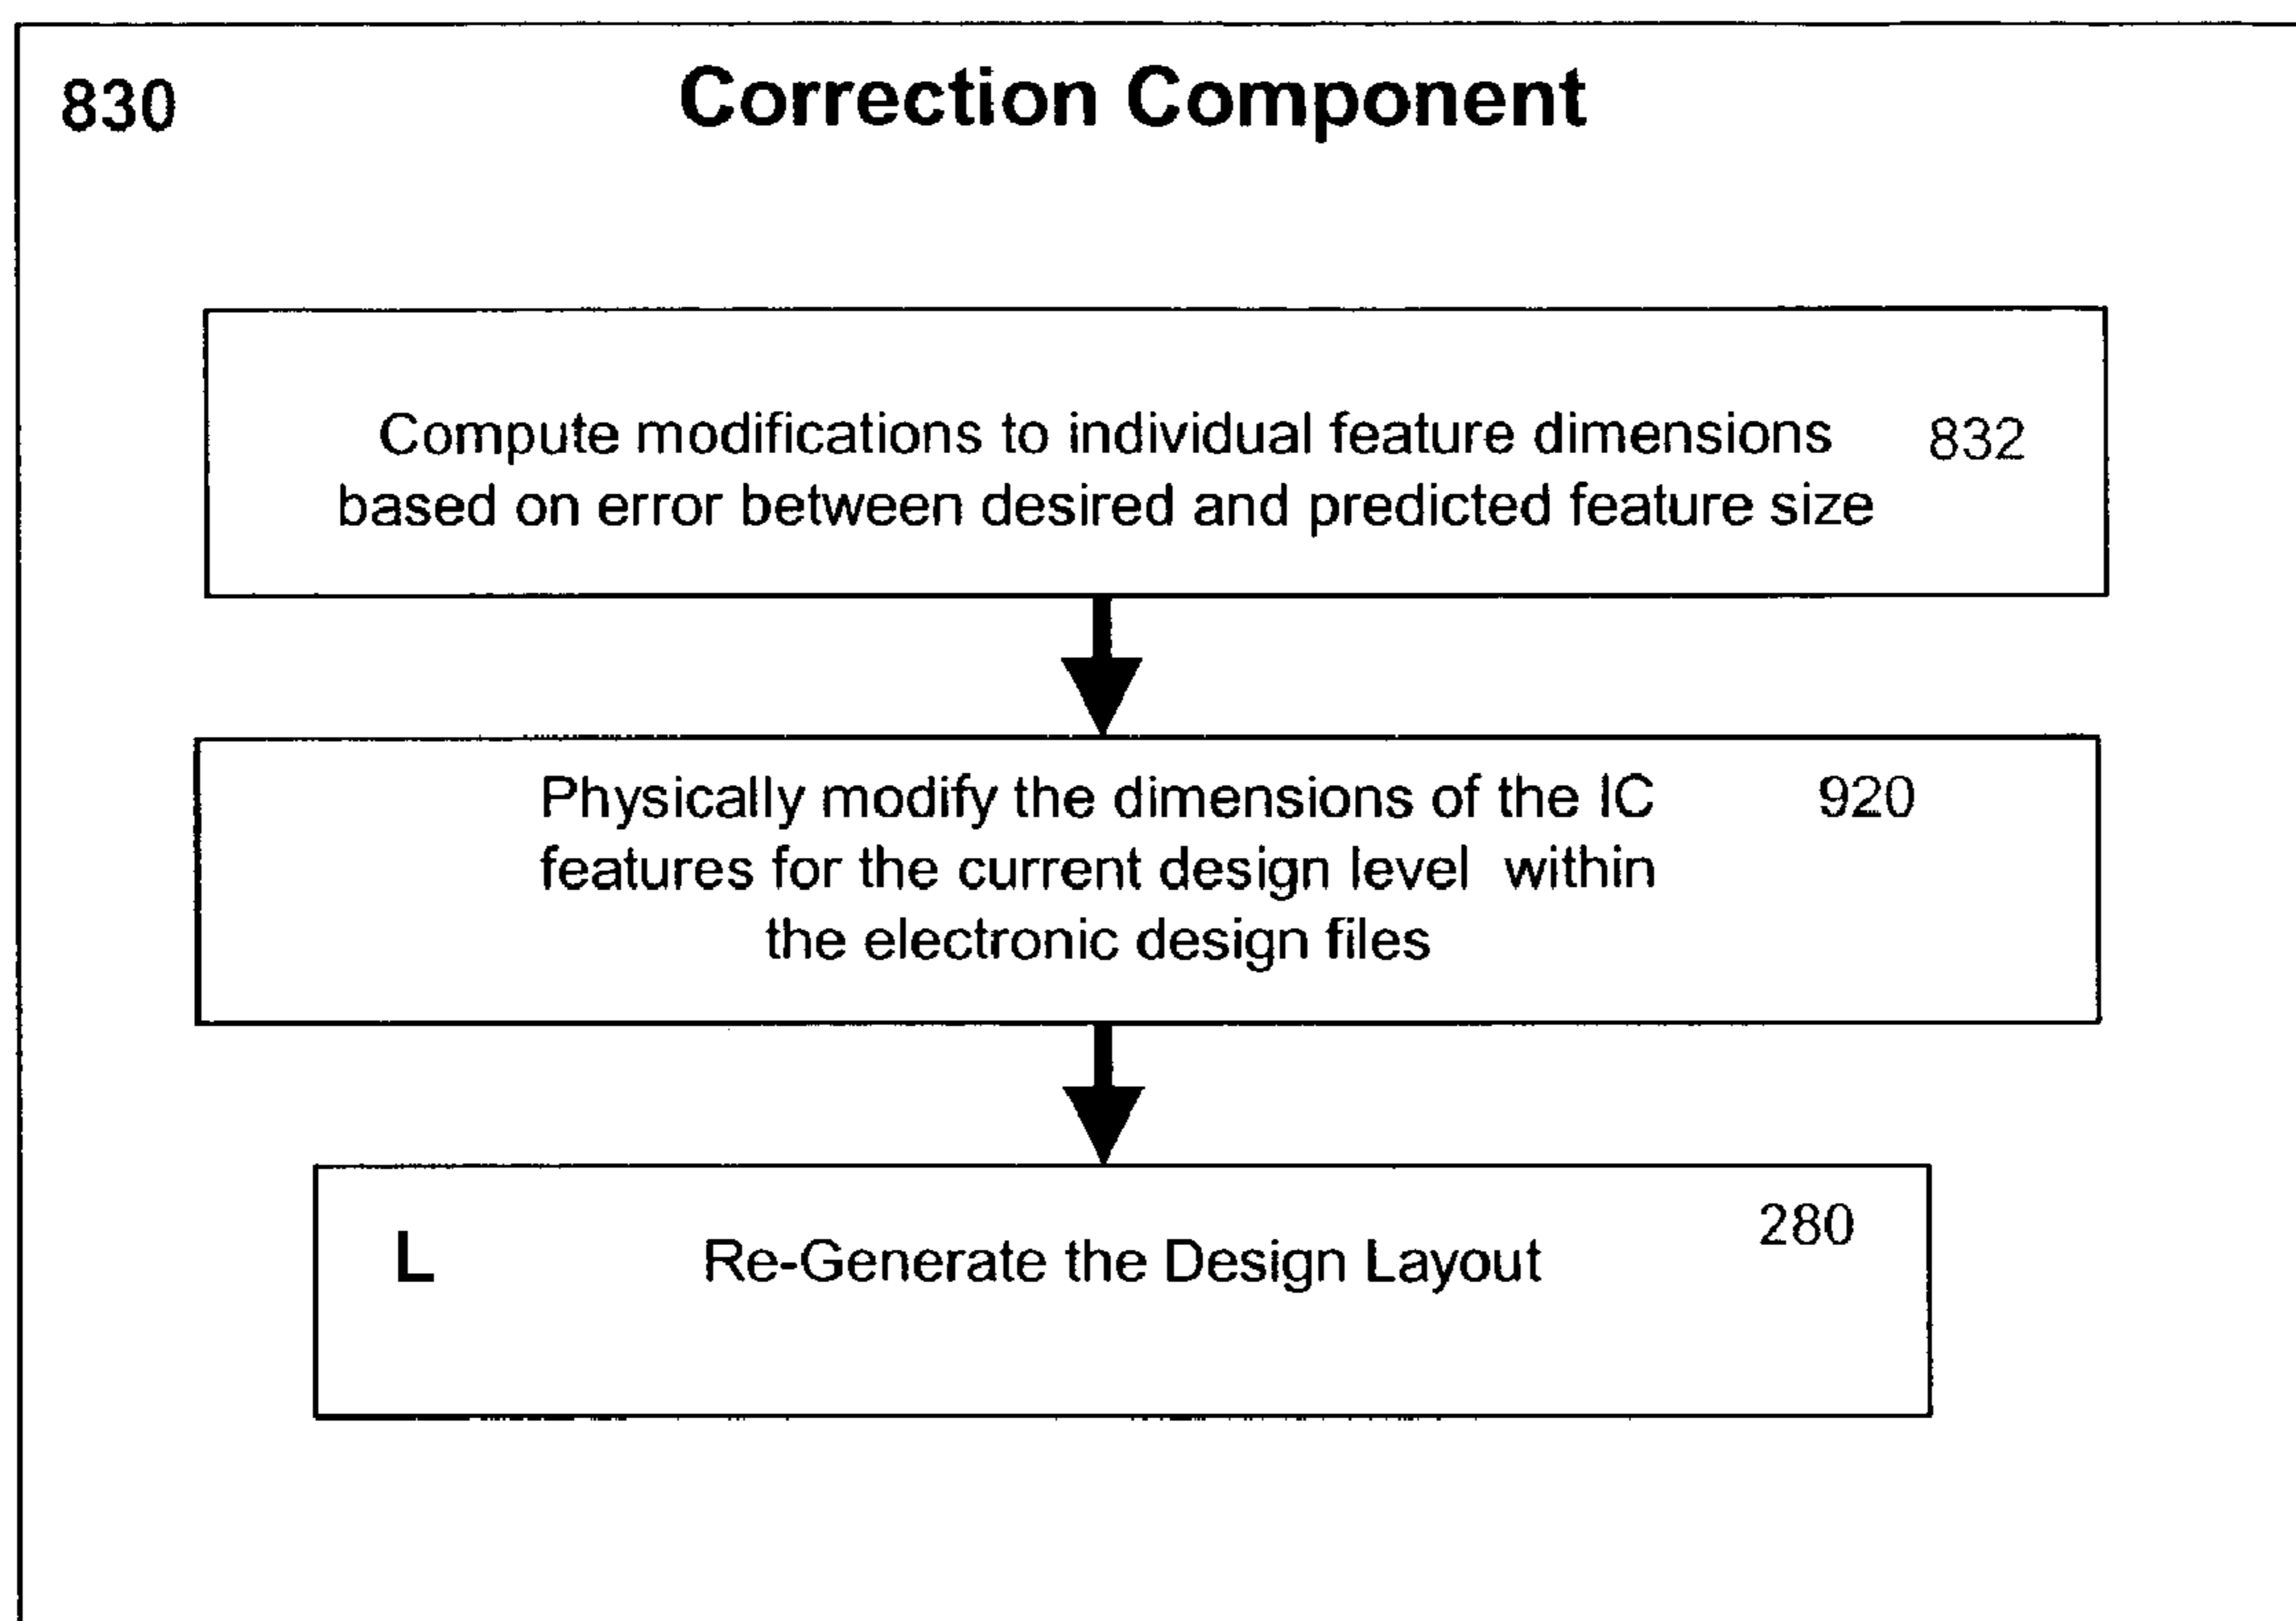 830 Correction Component
Compute modifications to individual feature dimensions 832
based on error between desired and predicted feature size
Physically modify the dimensions of the IC 920
features for the current design level within
the electronic design files
280
L Re-Generate the Design Layout